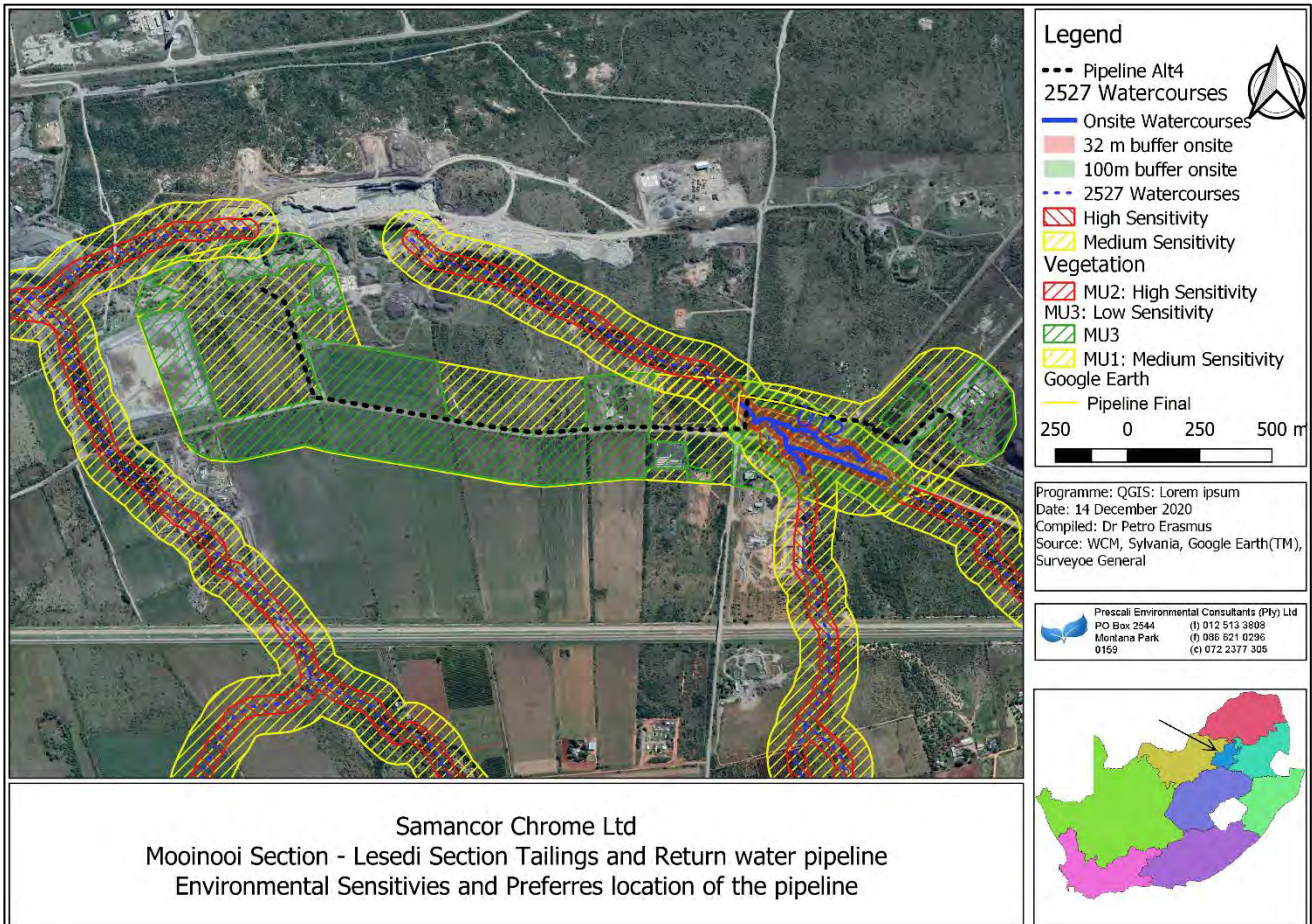 Legend
Pipeline Alt4
2527 Watercourses
Onsite Watercourses
32 m buffer onsite
100m buffer onsite
2527 Watercourses
High Sensitivity
Medium Sensitivity
Vegetation
MU2: High Sensitivity
MU3: Low Sensitivity
MU3
MU1: Medium Sensitivity
Google Earth
Pipeline Final
250 0 250 500 m
Programme: QGIS: Lorem ipsum
Date: 14 December 2020
Compiled: Dr Petro Erasmus
Source: WCM, Sylvania, Google Earth(TM),
Surveyoe General
Prescali Environmental Consultants (Pty) Ltd
PO Box 2544 (t) 012 513 3808
Montana Park (f) 086 621 0296
0159 (c) 072 2377 305
Samancor Chrome Ltd
Mooinooi Section - Lesedi Section Tailings and Return water pipeline
Environmental Sensitivies and Preferres location of the pipeline